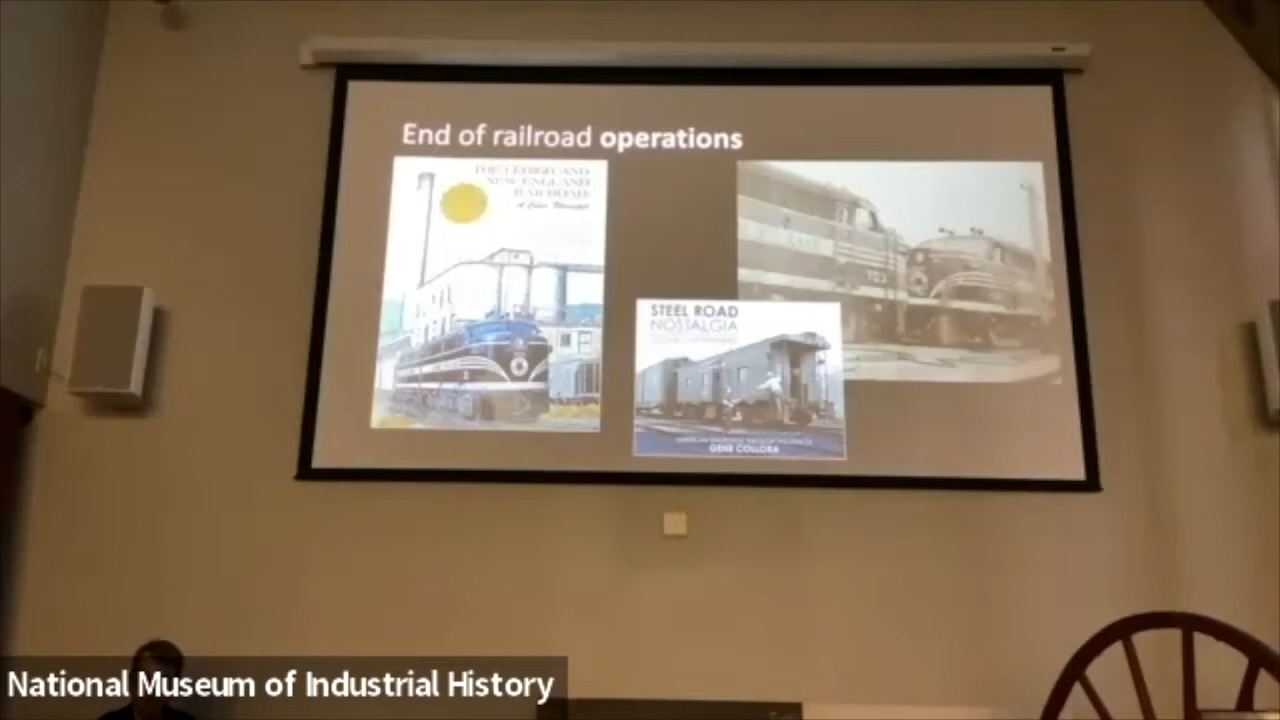 End of railroad operations
THE LEHIGH AND
NEW ENGLAND
RAILROAD
STEEL ROAD
NOSTALGIA
GENE COLLORA
703
National Museum of Industrial History